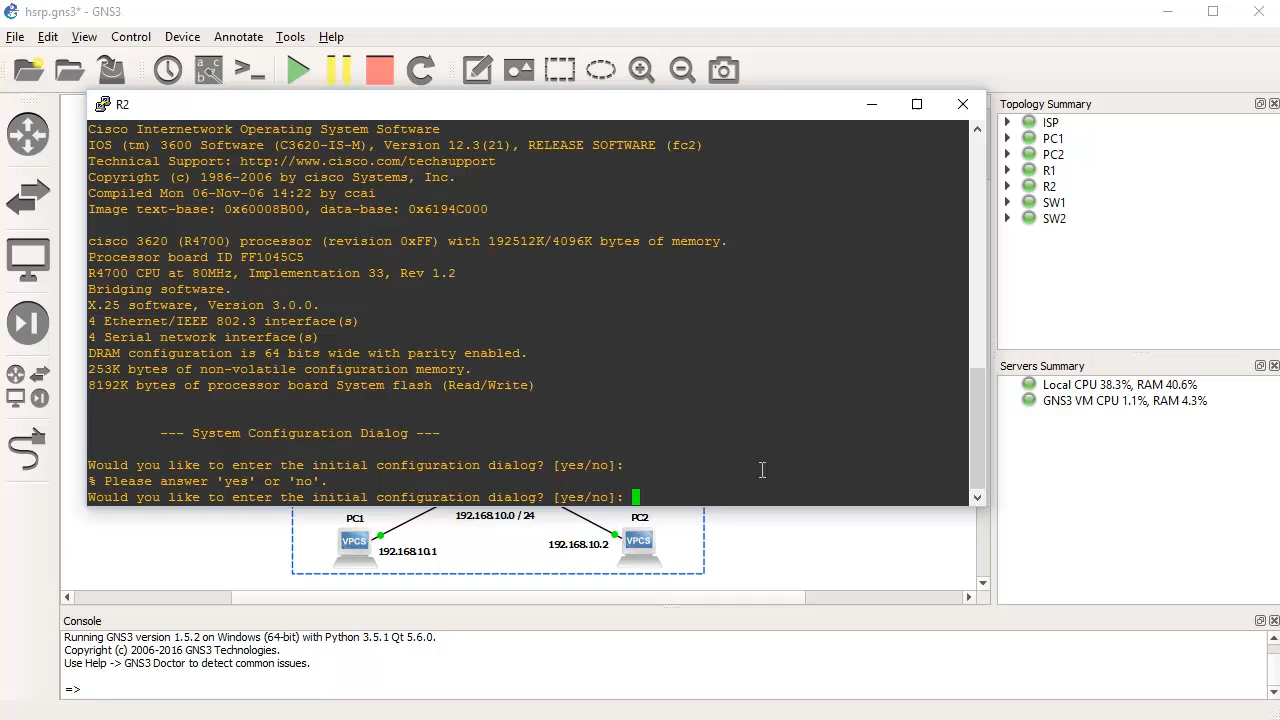 hsrp.gns3* - GNS3
File Edit View Control Device Annotate Tools Help
R2
Cisco Internetwork Operating System Software
IOS (tm) 3600 Software (C3620-IS-M), Version 12.3(21), RELEASE SOFTWARE (fc2)
Technical Support: http://www.cisco.com/techsupport
Copyright (c) 1986-2006 by cisco Systems, Inc.
Compiled Mon 06-Nov-06 14:22 by ccai
Image text-base: 0x60008B00, data-base: 0x6194C000
cisco 3620 (R4700) processor (revision 0xFF) with 192512K/4096K bytes of memory.
Processor board ID FF1045C5
R4700 CPU at 80MHz, Implementation 33, Rev 1.2
Bridging software.
X.25 software, Version 3.0.0.
4 Ethernet/IEEE 802.3 interface(s)
4 Serial network interface(s)
DRAM configuration is 64 bits wide with parity enabled.
253K bytes of non-volatile configuration memory.
8192K bytes of processor board System flash (Read/Write)
--- System Configuration Dialog ---
Would you like to enter the initial configuration dialog? [yes/no]:
% Please answer 'yes' or 'no'.
Would you like to enter the initial configuration dialog? [yes/no]:
PC1
192.168.10.0 / 24
PC2
VPCS
192.168.10.1
192.168.10.2
VPCS
Topology Summary
ISP
PC1
PC2
R1
R2
SW1
SW2
Servers Summary
Local CPU 38.3%, RAM 40.6%
GNS3 VM CPU 1.1%, RAM 4.3%
Console
Running GNS3 version 1.5.2 on Windows (64-bit) with Python 3.5.1 Qt 5.6.0.
Copyright (c) 2006-2016 GNS3 Technologies.
Use Help -> GNS3 Doctor to detect common issues.
=>